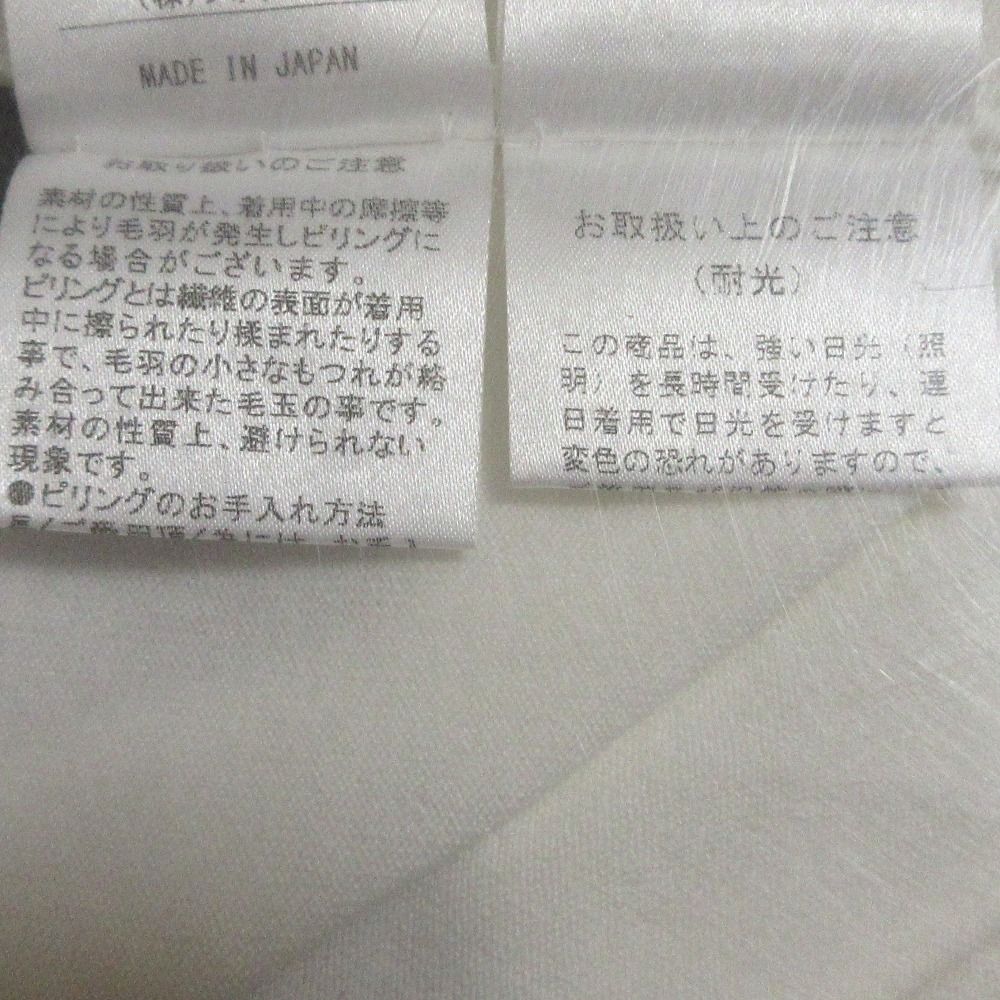 MADE IN JAPAN
お取り扱いのご注意
素材の性質上、着用中の摩擦等
により毛羽が発生しピリングに
なる場合がございます。
ピリングとは繊維の表面が着用
中に擦られたり揉まれたりする
事で、毛羽の小さなもつれが絡
み合って出来た毛玉の事です。
素材の性質上、避けられない
現象です。
●ピリングのお手入れ方法
お取扱い上のご注意
(耐光)
この商品は、強い日光(照
明)を長時間受けたり、連
日着用で日光を受けますと
変色の恐れがありますので、